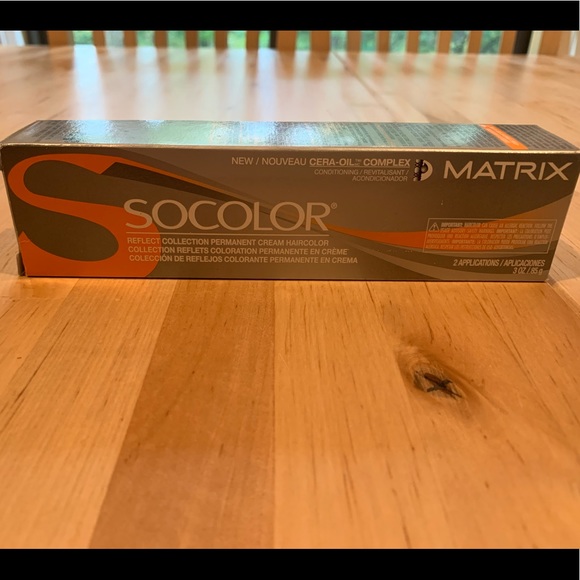 NEW / NOUVEAU CERA-OIL™ COMPLEX
CONDITIONING / REVITALISANT /
ACONDICIONADOR
MATRIX
SOCOLOR®
REFLECT COLLECTION PERMANENT CREAM HAIRCOLOR
COLLECTION REFLETS COLORATION PERMANENTE EN CRÈME
COLECCIÓN DE REFLEJOS COLORANTE PERMANENTE EN CREMA
2 APPLICATIONS / APLICACIONES
3 OZ / 85 g